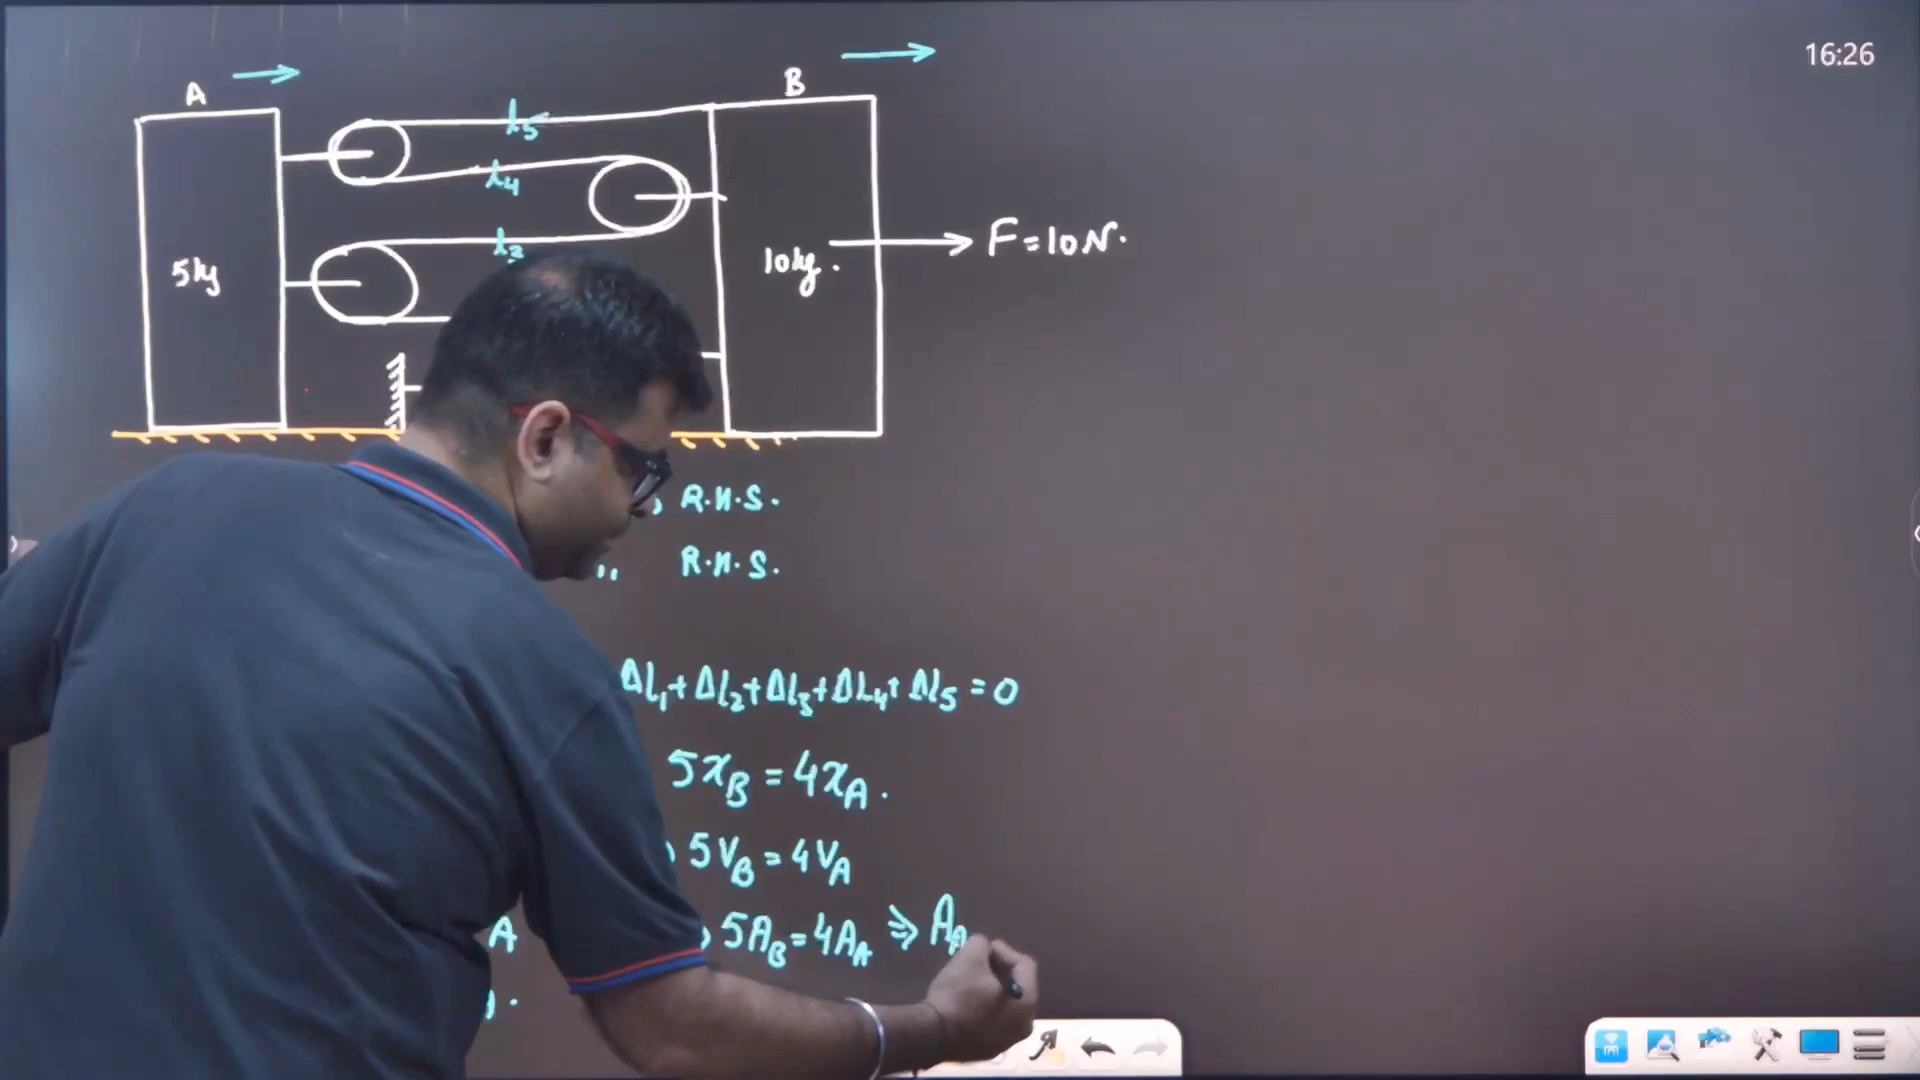 16:26
A
B
l5
l4
l3
5kg
10kg.
F=10N.
R.H.S.
R.H.S.
Δl1+Δl2+Δl3+Δl4+Δl5=0
5xB=4xA.
5VB=4VA
A
5AB=4AA ⇒ AA